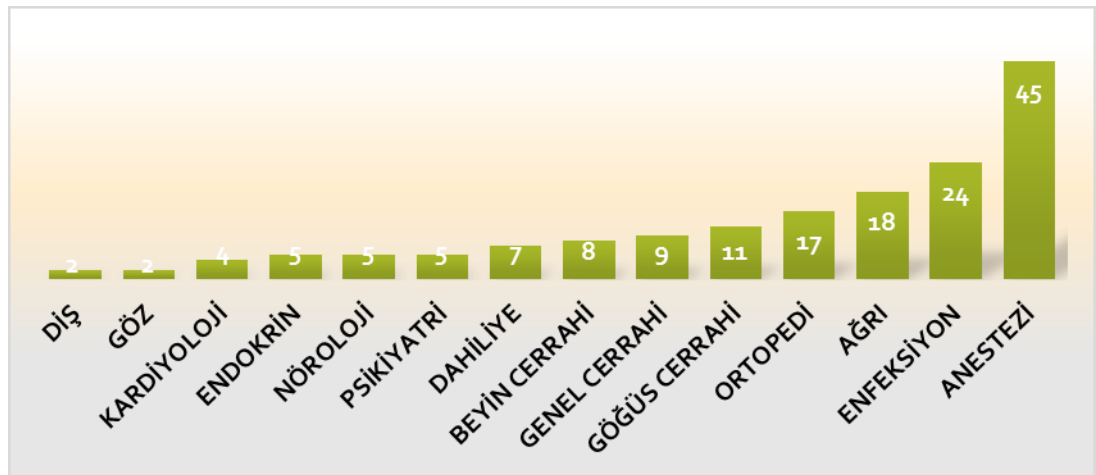 2
2
4
5
5
5
7
8
9
11
17
18
24
45
DİŞ
GÖZ
KARDİYOLOJİ
ENDOKRİN
NÖROLOJİ
PSİKİYATRİ
DAHİLİYE
BEYİN CERRAHİ
GENEL CERRAHİ
GÖĞÜS CERRAHİ
ORTOPEDİ
AĞRI
ENFEKSİYON
ANESTEZİ